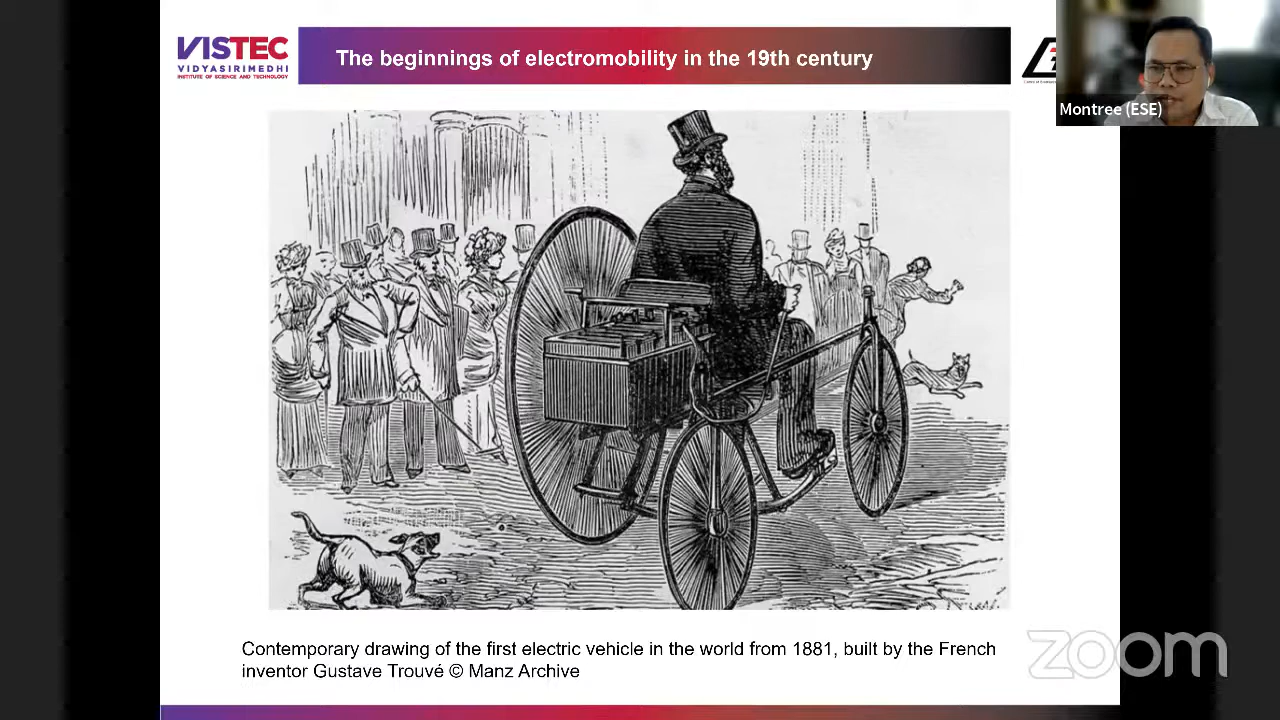 VISTEC
VIDYASIRIMEDHI
INSTITUTE OF SCIENCE AND TECHNOLOGY
The beginnings of electromobility in the 19th century
Montree (ESE)
Contemporary drawing of the first electric vehicle in the world from 1881, built by the French
inventor Gustave Trouvé © Manz Archive
zoom